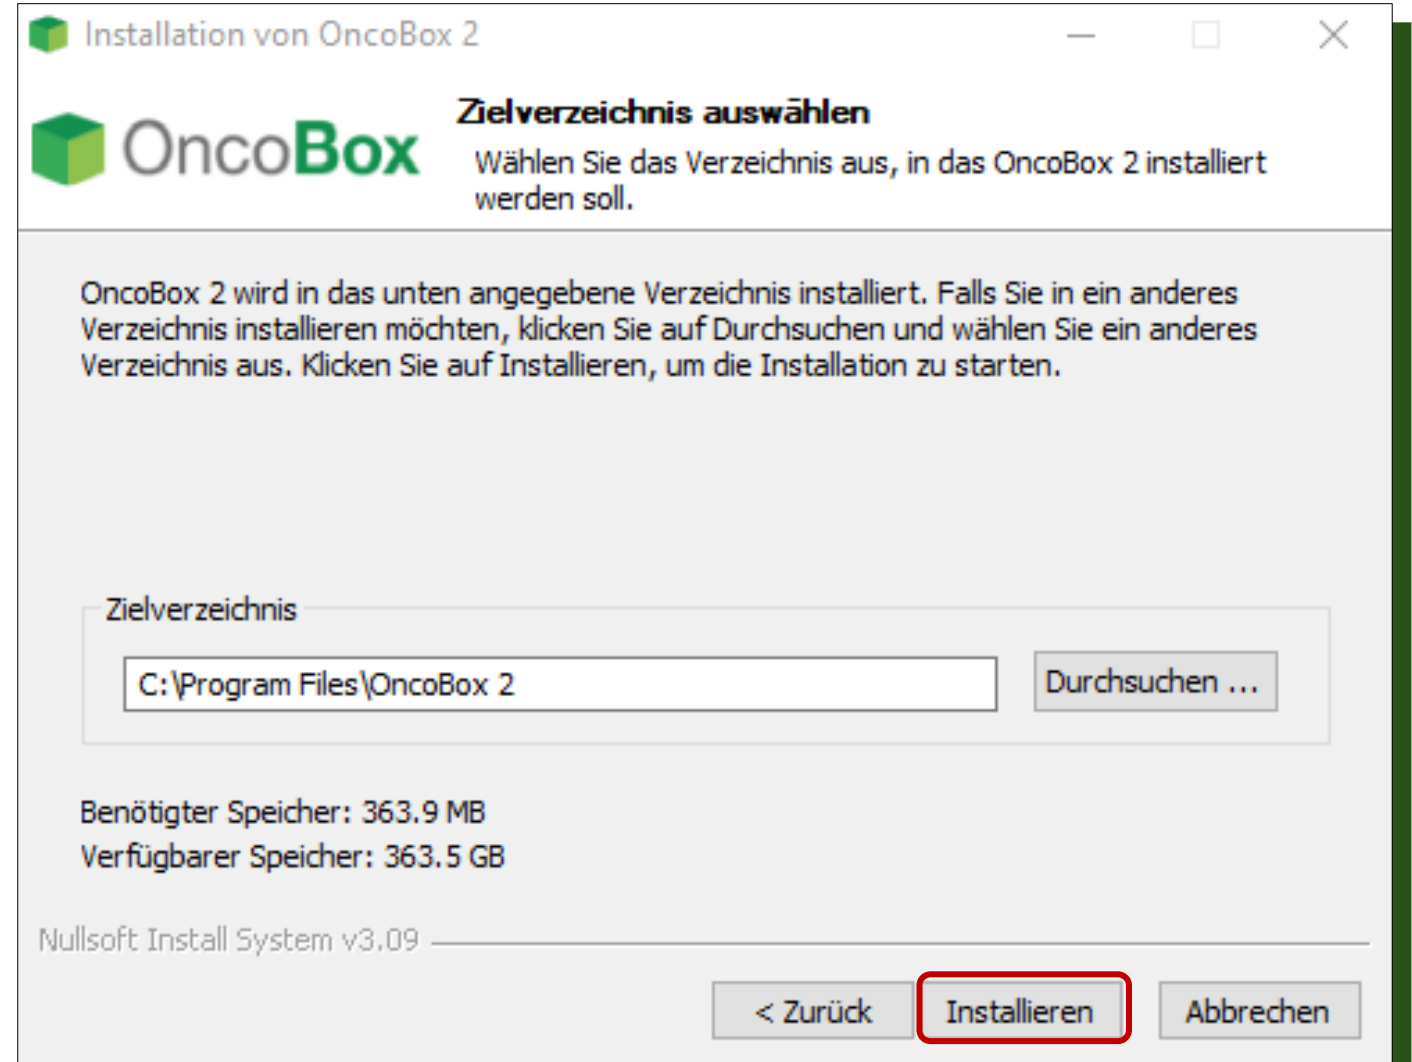 Installation von OncoBox 2
OncoBox
Zielverzeichnis auswählen
Wählen Sie das Verzeichnis aus, in das OncoBox 2 installiert
werden soll.
OncoBox 2 wird in das unten angegebene Verzeichnis installiert. Falls Sie in ein anderes
Verzeichnis installieren möchten, klicken Sie auf Durchsuchen und wählen Sie ein anderes
Verzeichnis aus. Klicken Sie auf Installieren, um die Installation zu starten.
Zielverzeichnis
C:\Program Files\OncoBox 2
Durchsuchen ...
Benötigter Speicher: 363.9 MB
Verfügbarer Speicher: 363.5 GB
Nullsoft Install System v3.09
< Zurück
Installieren
Abbrechen